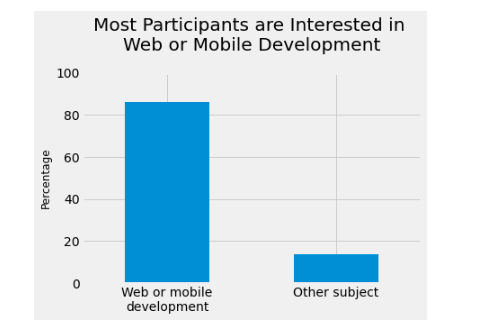 Most Participants are Interested in
Web or Mobile Development
100
80
60
40
20
0
Percentage
Web or mobile
development
Other subject